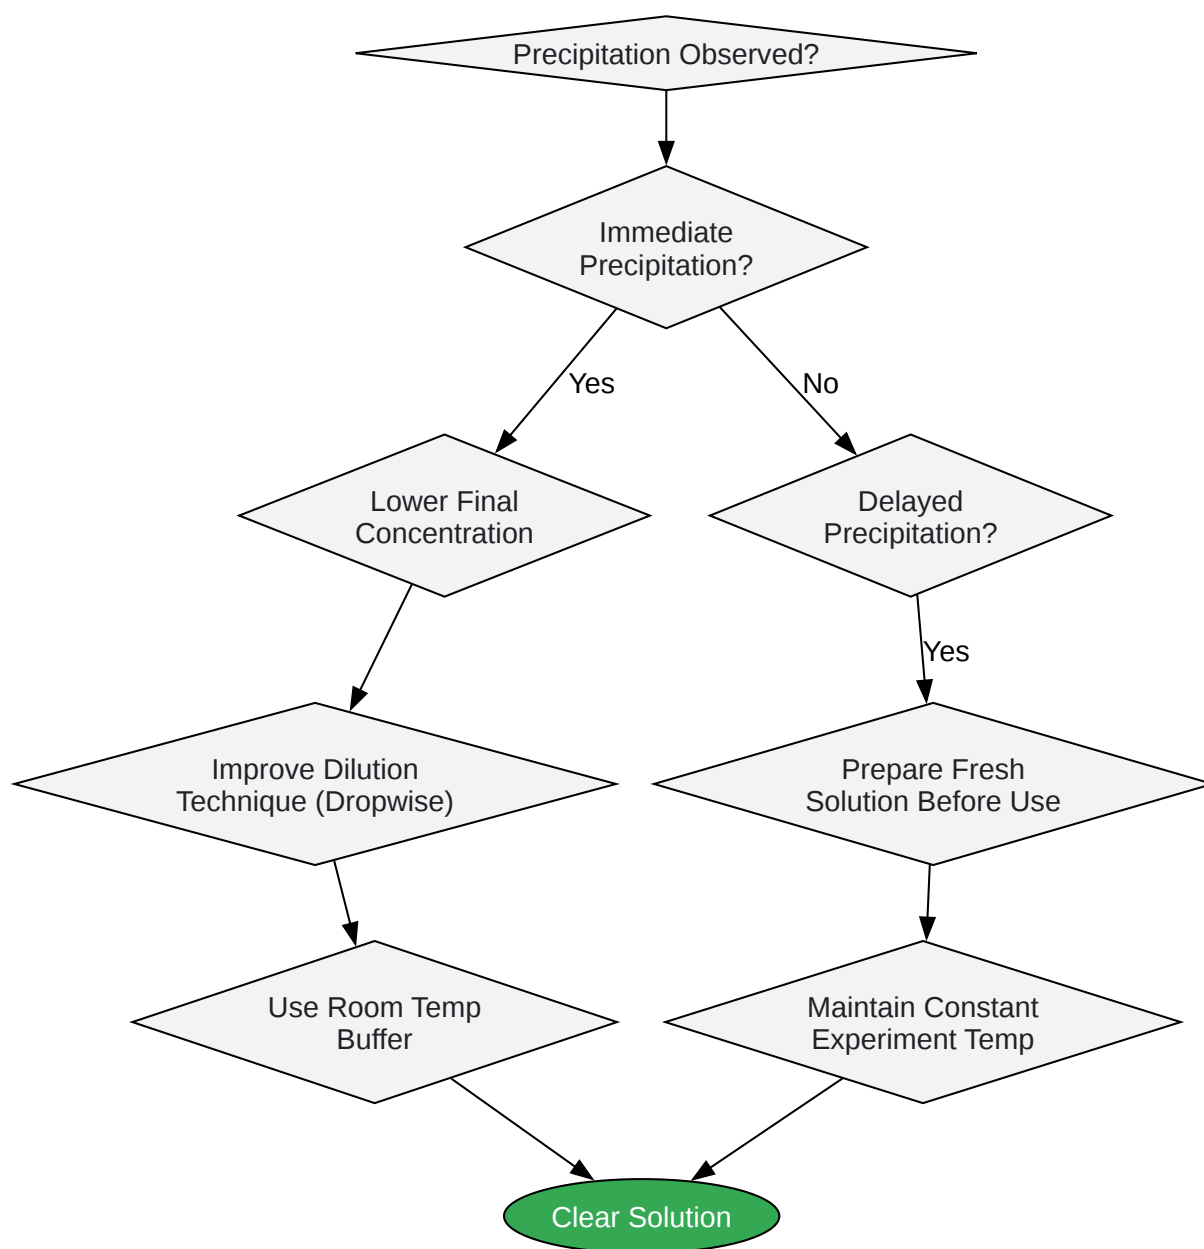 Precipitation Observed?
Immediate
Precipitation?
Yes
No
Lower Final
Concentration
Delayed
Precipitation?
Yes
Improve Dilution
Technique (Dropwise)
Prepare Fresh
Solution Before Use
Use Room Temp
Buffer
Maintain Constant
Experiment Temp
Clear Solution